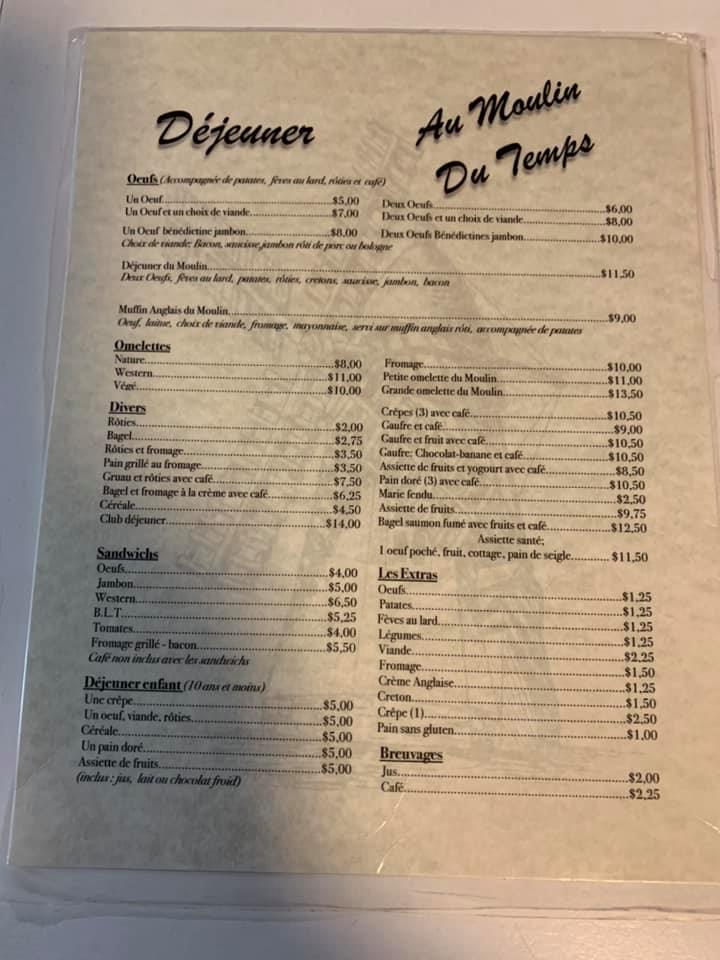 Déjeuner
Au Moulin
Du Temps
Oeufs (Accompagnée de patates, fèves au lard, rôties et café)
Un Oeuf....................$5,00
Un Oeuf et un choix de viande....................$7,00
Un Oeuf bénédictine jambon....................$8,00
Choix de viande; Bacon, saucisse,jambon rôti de porc ou bologne
Deux Oeufs....................$6,00
Deux Oeufs et un choix de viande....................$8,00
Deux Oeufs Bénédictines jambon....................$10,00
Déjeuner du Moulin....................$11,50
Deux Oeufs, fèves au lard, patates, rôties, cretons, saucisse, jambon, bacon
Muffin Anglais du Moulin....................$9,00
Oeuf, laitue, choix de viande, fromage, mayonnaise, servi sur muffin anglais rôti, accompagnée de patates
Omelettes
Nature....................$8,00
Western....................$11,00
Végé....................$10,00
Fromage....................$10,00
Petite omelette du Moulin....................$11,00
Grande omelette du Moulin....................$13,50
Divers
Rôties....................$2,00
Bagel....................$2,75
Rôties et fromage....................$3,50
Pain grillé au fromage....................$3,50
Gruau et rôties avec café....................$7,50
Bagel et fromage à la crème avec café....................$6,25
Céréale....................$4,50
Club déjeuner....................$14,00
Crêpes (3) avec café....................$10,50
Gaufre et café....................$9,00
Gaufre et fruit avec café....................$10,50
Gaufre; Chocolat-banane et café....................$10,50
Assiette de fruits et yogourt avec café....................$8,50
Pain doré (3) avec café....................$10,50
Marie fendu....................$2,50
Assiette de fruits....................$9,75
Bagel saumon fumé avec fruits et café....................$12,50
Assiette santé;
1 oeuf poché, fruit, cottage, pain de seigle............ $11,50
Sandwichs
Oeufs....................$4,00
Jambon....................$5,00
Western....................$6,50
B.L.T....................$5,25
Tomates....................$4,00
Fromage grillé - bacon....................$5,50
Café non inclus avec les sandwichs
Déjeuner enfant (10 ans et moins)
Une crêpe....................$5,00
Un oeuf, viande, rôties....................$5,00
Céréale....................$5,00
Un pain doré....................$5,00
Assiette de fruits....................$5,00
(inclus : jus, lait ou chocolat froid)
Les Extras
Oeufs....................$1,25
Patates....................$1,25
Fèves au lard....................$1,25
Légumes....................$1,25
Viande....................$2,25
Fromage....................$1,50
Crème Anglaise....................$1,25
Creton....................$1,50
Crêpe (1)....................$2,50
Pain sans gluten....................$1,00
Breuvages
Jus....................$2,00
Café....................$2,25